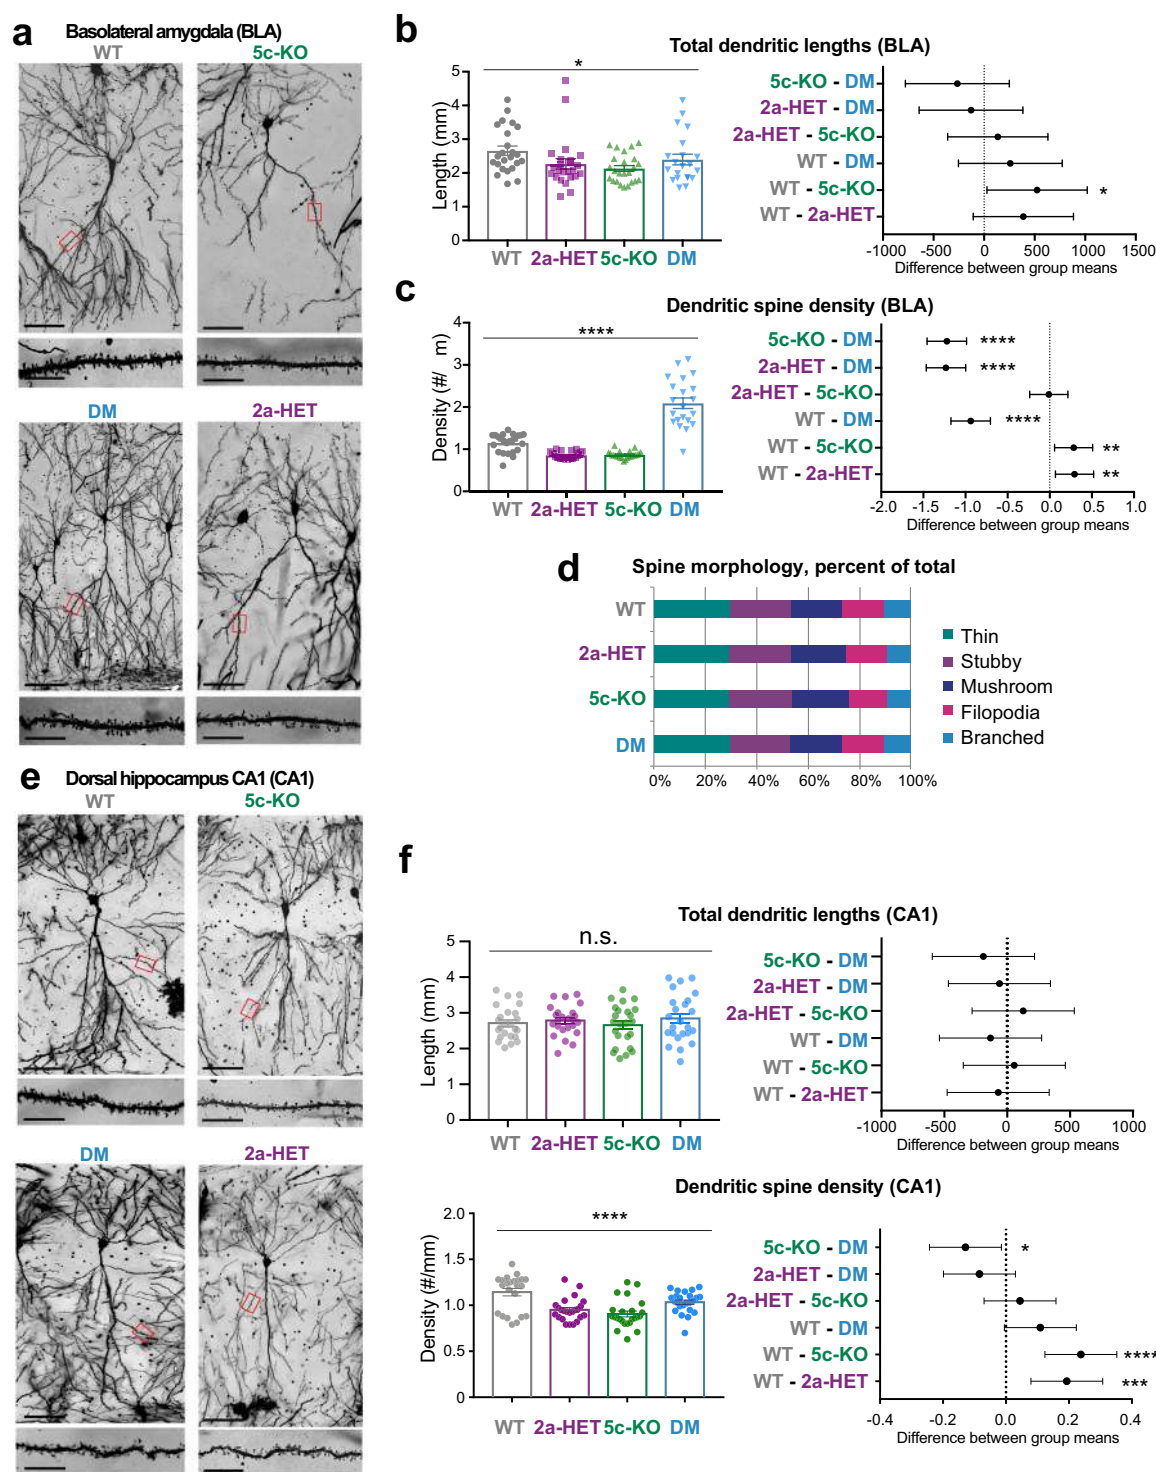 a
Basolateral amygdala (BLA)
WT
5c-KO
DM
2a-HET
b
Total dendritic lengths (BLA)
*
Length (mm)
5
4
3
2
1
0
WT 2a-HET 5c-KO DM
5c-KO - DM
2a-HET - DM
2a-HET - 5c-KO
WT - DM
WT - 5c-KO
*
WT - 2a-HET
-1000 -500 0 500 1000 1500
Difference between group means
c
Dendritic spine density (BLA)
****
Density (#/ m)
4
3
2
1
0
WT 2a-HET 5c-KO DM
5c-KO - DM
****
2a-HET - DM
****
2a-HET - 5c-KO
WT - DM
****
WT - 5c-KO
**
WT - 2a-HET
**
-2.0 -1.5 -1.0 -0.5 0.0 0.5 1.0
Difference between group means
d
Spine morphology, percent of total
WT
2a-HET
5c-KO
DM
0% 20% 40% 60% 80% 100%
Thin
Stubby
Mushroom
Filopodia
Branched
e
Dorsal hippocampus CA1 (CA1)
WT
5c-KO
DM
2a-HET
f
Total dendritic lengths (CA1)
n.s.
Length (mm)
5
4
3
2
1
0
WT 2a-HET 5c-KO DM
5c-KO - DM
2a-HET - DM
2a-HET - 5c-KO
WT - DM
WT - 5c-KO
WT - 2a-HET
-1000 -500 0 500 1000
Difference between group means
Dendritic spine density (CA1)
****
Density (#/mm)
2.0
1.5
1.0
0.5
0
WT 2a-HET 5c-KO DM
5c-KO - DM
*
2a-HET - DM
2a-HET - 5c-KO
WT - DM
WT - 5c-KO
****
WT - 2a-HET
***
-0.4 -0.2 0.0 0.2 0.4
Difference between group means